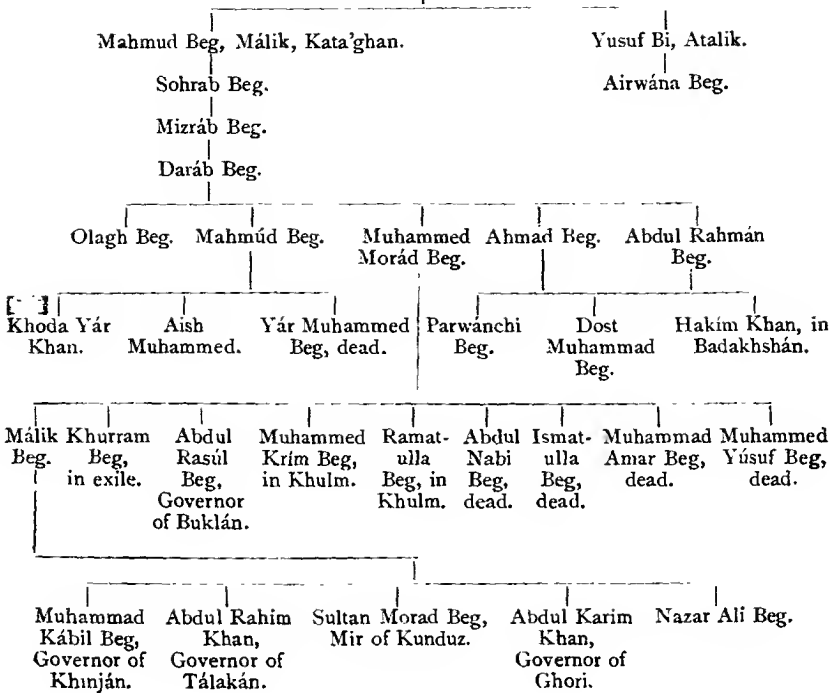 Mahmud Beg, Málik, Kata'ghan. Yusuf Bi, Atalik.
Sohrab Beg. Airwána Beg.
Mizráb Beg.
Daráb Beg.
Olagh Beg. Mahmúd Beg. Muhammed Ahmad Beg. Abdul Rahmán
Morád Beg. Beg.
Khoda Yár Aish Yár Muhammed Parwánchi Dost Hakím Khan, in
Khan. Muhammed. Beg, dead. Beg. Muhammad Badakhshán.
Beg.
Málik Khurram Abdul Muhammed Ramat- Abdul Ismat- Muhammad Muhammed
Beg. Beg, Rasúl Krím Beg, ulla Nabi ulla Amar Beg, Yúsuf Beg,
in exile. Beg, in Khulm. Beg, in Beg, Beg, dead. dead.
Governor Khulm. dead. dead.
of Buklán.
Muhammad Abdul Rahim Sultan Morad Beg, Abdul Karim Nazar Ali Beg.
Kábil Beg, Khan, Mir of Kunduz. Khan,
Governor of Governor of Governor of
Khinján. Tálakán. Ghori.